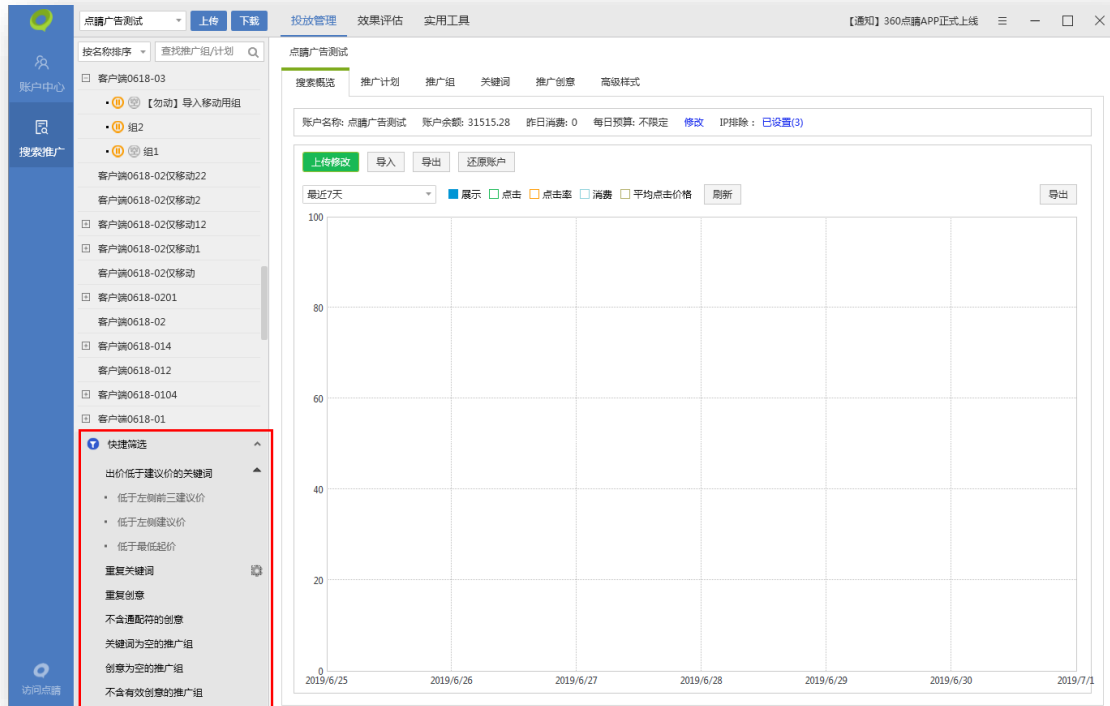 点睛广告测试 上传 下载 投放管理 效果评估 实用工具 【通知】360点睛APP正式上线
按名称排序 查找推广组/计划
账户中心
搜索推广
访问点睛
客户端0618-03
【勿动】导入移动用组
组2
组1
客户端0618-02仅移动22
客户端0618-02仅移动2
客户端0618-02仅移动12
客户端0618-02仅移动1
客户端0618-02仅移动
客户端0618-0201
客户端0618-02
客户端0618-014
客户端0618-012
客户端0618-0104
客户端0618-01
快捷筛选
出价低于建议价的关键词
低于左侧前三建议价
低于左侧建议价
低于最低起价
重复关键词
重复创意
不含通配符的创意
关键词为空的推广组
创意为空的推广组
不含有效创意的推广组
点睛广告测试
搜索概览 推广计划 推广组 关键词 推广创意 高级样式
账户名称: 点睛广告测试 账户余额: 31515.28 昨日消费: 0 每日预算: 不限定 修改 IP排除： 已设置(3)
上传修改 导入 导出 还原账户
最近7天 展示 点击 点击率 消费 平均点击价格 刷新 导出
100
80
60
40
20
0
2019/6/25 2019/6/26 2019/6/27 2019/6/28 2019/6/29 2019/6/30 2019/7/1